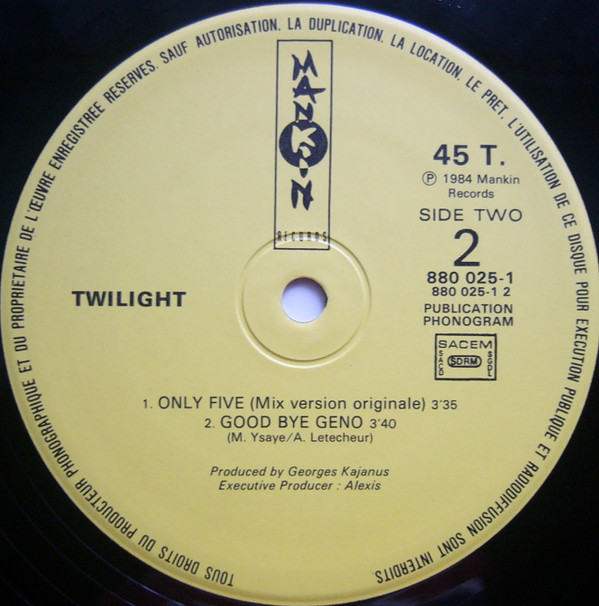 TOUS DROITS DU PRODUCTEUR PHONOGRAPHIQUE ET DU PROPRIETAIRE DE L'ŒUVRE ENREGISTREE RESERVES. SAUF AUTORISATION, LA DUPLICATION, LA LOCATION, LE PRET, L'UTILISATION DE CE DISQUE POUR EXECUTION PUBLIQUE ET RADIODIFFUSION SONT INTERDITS
MANKIN
RECORDS
45 T.
℗ 1984 Mankin
Records
SIDE TWO
2
880 025-1
880 025-1 2
PUBLICATION
PHONOGRAM
SACEM
SACD SDRM SGDL
TWILIGHT
1. ONLY FIVE (Mix version originale) 3'35
2. GOOD BYE GENO 3'40
(M. Ysaye/A. Letecheur)
Produced by Georges Kajanus
Executive Producer : Alexis